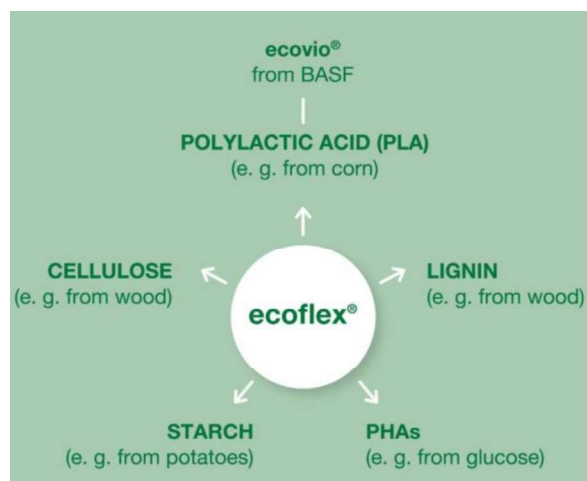 ecovio®
from BASF
POLYLACTIC ACID (PLA)
(e. g. from corn)
CELLULOSE
(e. g. from wood)
LIGNIN
(e. g. from wood)
ecoflex®
STARCH
(e. g. from potatoes)
PHAs
(e. g. from glucose)